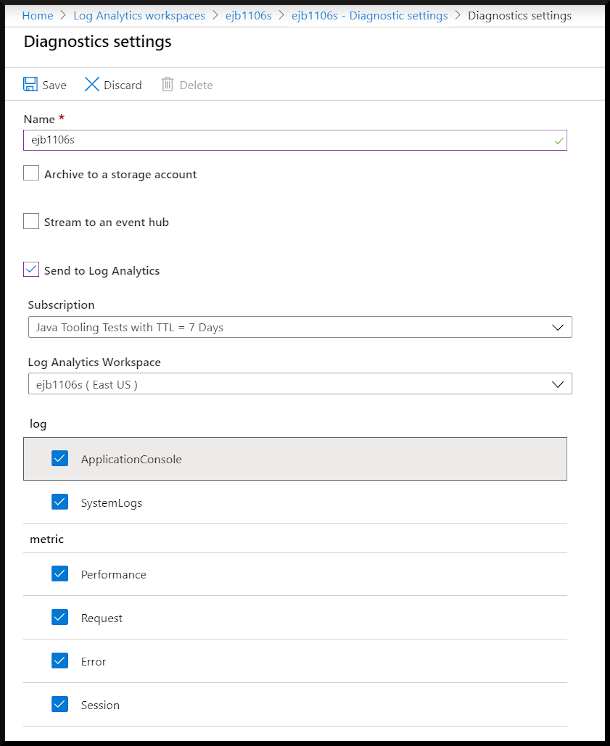 Home > Log Analytics workspaces > ejb1106s > ejb1106s - Diagnostic settings > Diagnostics settings
Diagnostics settings
Save Discard Delete
Name *
ejb1106s
Archive to a storage account
Stream to an event hub
Send to Log Analytics
Subscription
Java Tooling Tests with TTL = 7 Days
Log Analytics Workspace
ejb1106s ( East US )
log
ApplicationConsole
SystemLogs
metric
Performance
Request
Error
Session